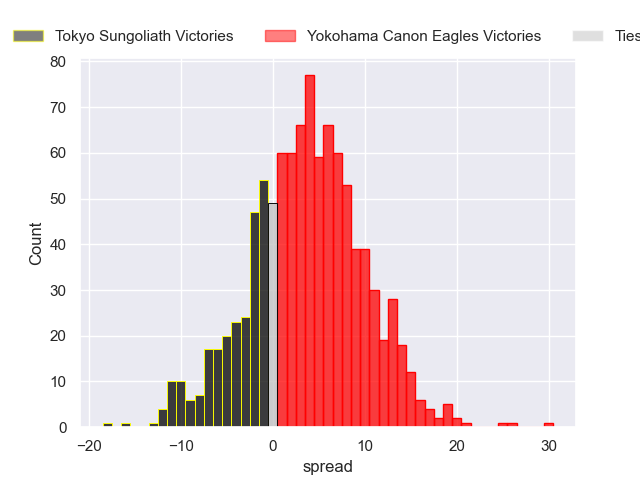 Tokyo Sungoliath Victories Yokohama Canon Eagles Victories Ties
80
70
60
50
40
30
20
10
0
Count
−20 −10 0 10 20 30
spread